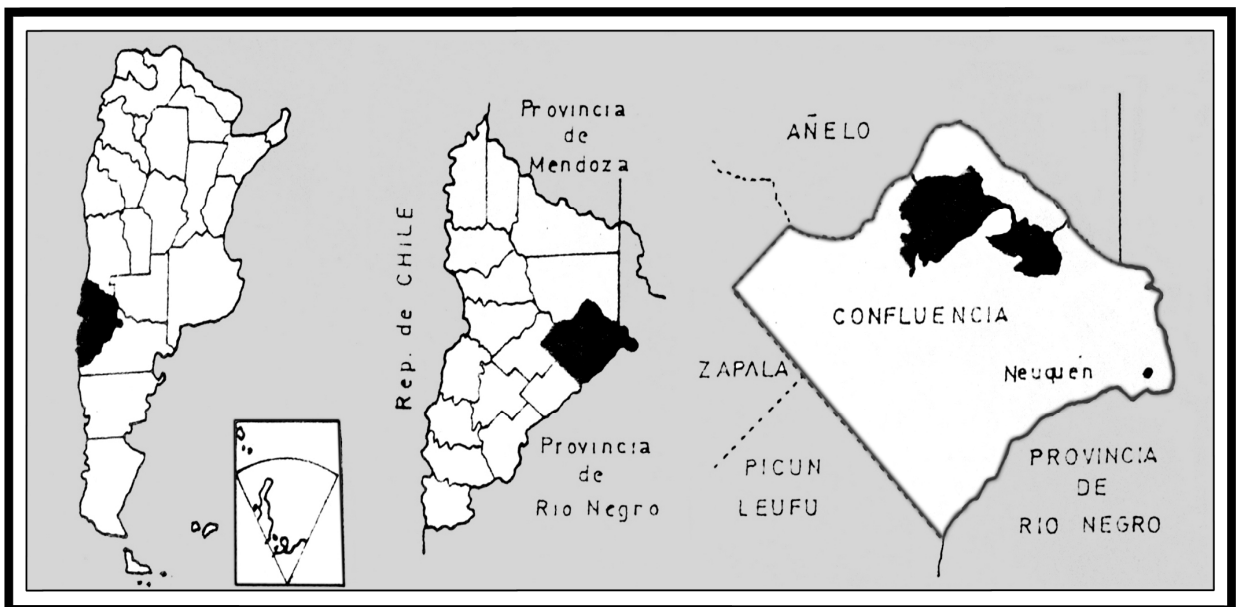 Provincia
de
Mendoza
Rep. de CHILE
Provincia
de
Rio Negro
AÑELO
CONFLUENCIA
ZAPALA
Neuquén
PICUN
LEUFU
PROVINCIA
DE
RIO NEGRO